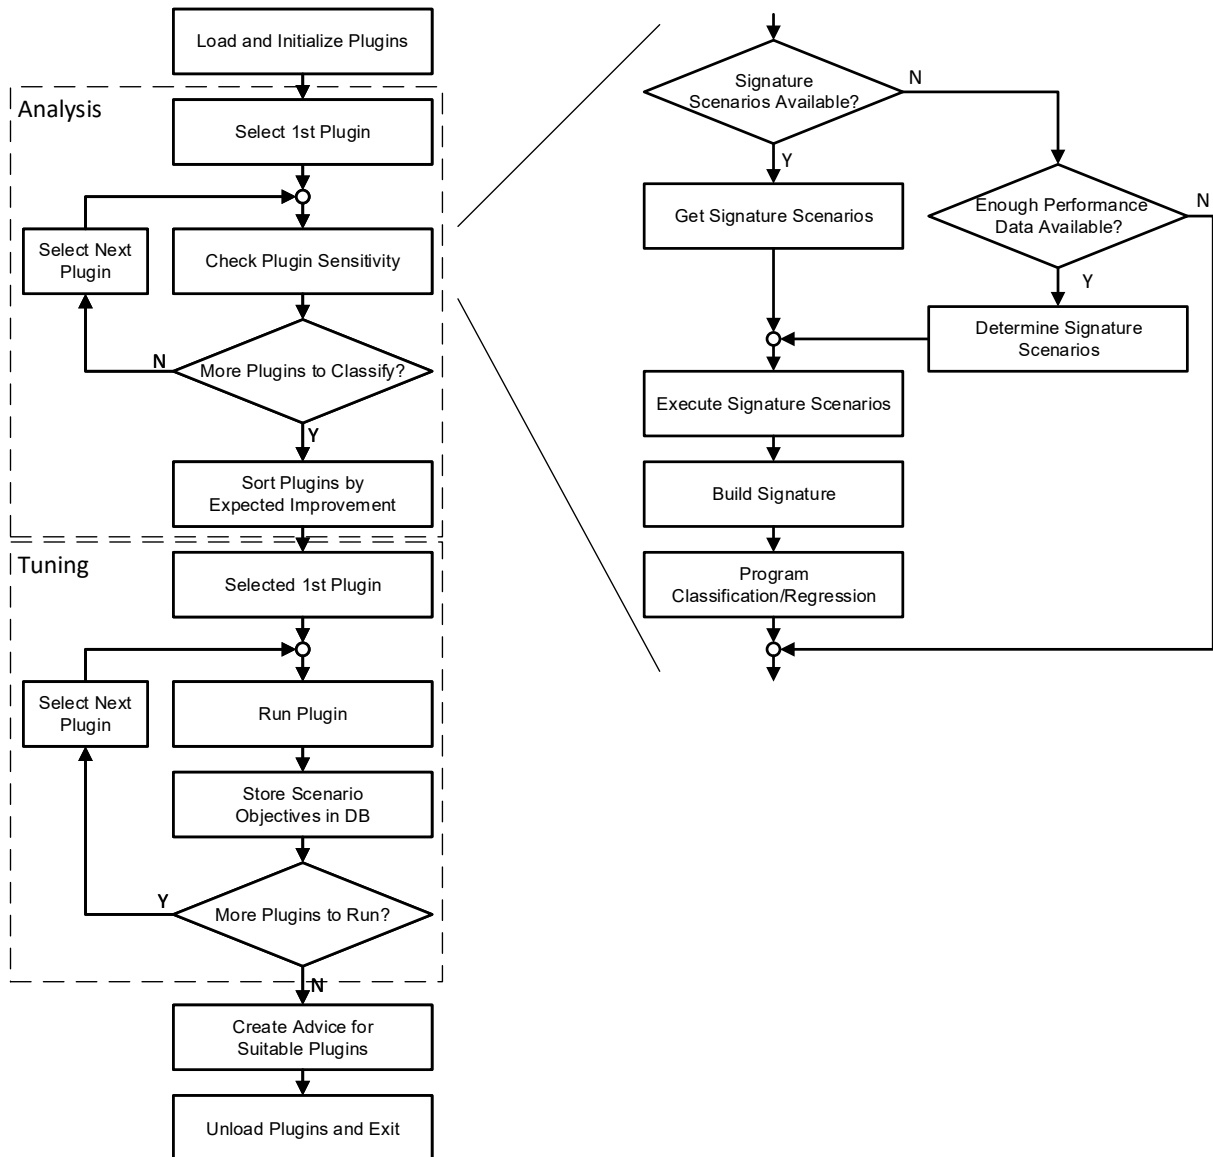 Load and Initialize Plugins
Analysis
Select 1st Plugin
Select Next
Plugin
Check Plugin Sensitivity
N
More Plugins to Classify?
Y
Sort Plugins by
Expected Improvement
Tuning
Selected 1st Plugin
Select Next
Plugin
Run Plugin
Store Scenario
Objectives in DB
Y
More Plugins to Run?
N
Create Advice for
Suitable Plugins
Unload Plugins and Exit
Signature
Scenarios Available?
N
Y
Get Signature Scenarios
Enough Performance
Data Available?
N
Y
Determine Signature
Scenarios
Execute Signature Scenarios
Build Signature
Program
Classification/Regression